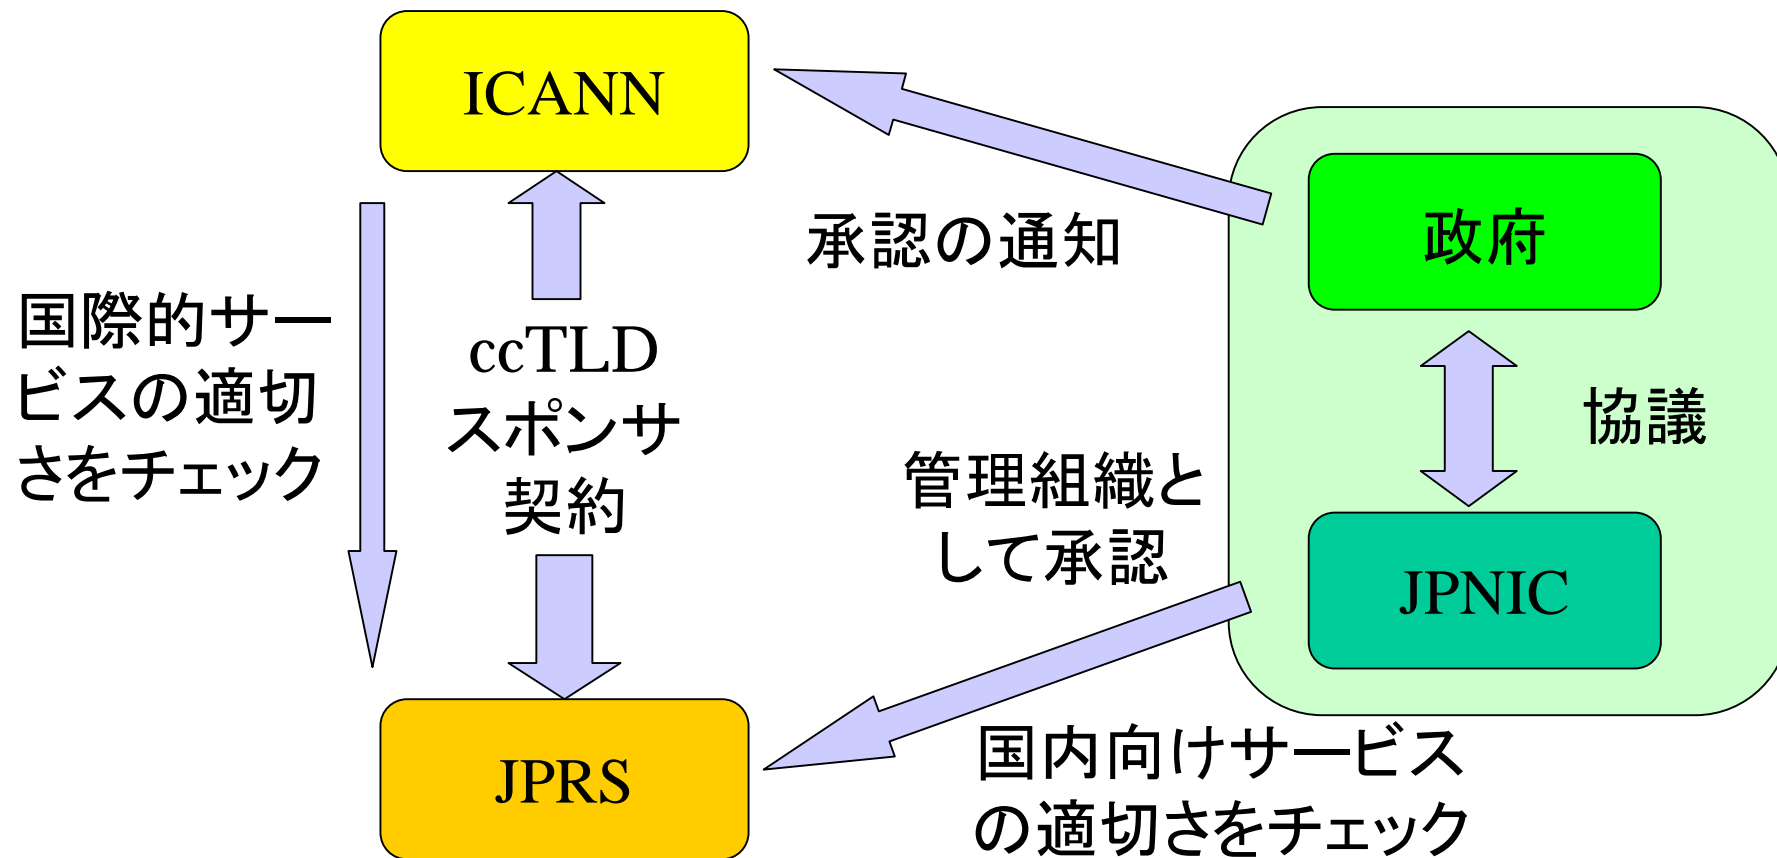 ICANN
承認の通知
政府
国際的サー
ビスの適切
さをチェック
ccTLD
スポンサ
契約
協議
管理組織と
して承認
JPNIC
JPRS
国内向けサービス
の適切さをチェック